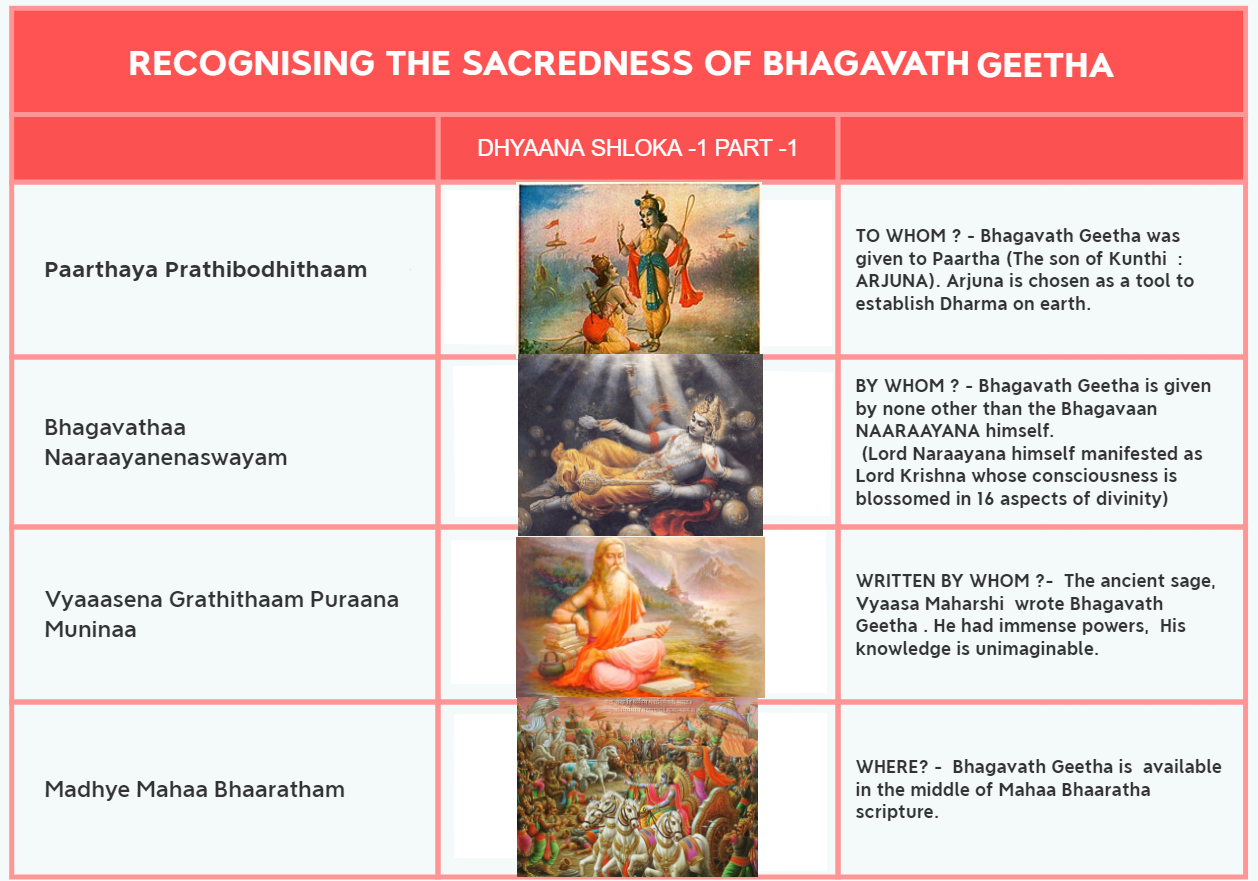 RECOGNISING THE SACREDNESS OF BHAGAVATH GEETHA
DHYAANA SHLOKA -1 PART -1
Paarthaya Prathibodhithaam
TO WHOM ? - Bhagavath Geetha was
given to Paartha (The son of Kunthi :
ARJUNA). Arjuna is chosen as a tool to
establish Dharma on earth.
Bhagavathaa
Naaraayanenaswayam
BY WHOM ? - Bhagavath Geetha is given
by none other than the Bhagavaan
NAARAAYANA himself.
(Lord Naraayana himself manifested as
Lord Krishna whose consciousness is
blossomed in 16 aspects of divinity)
Vyaaasena Grathithaam Puraana
Muninaa
WRITTEN BY WHOM ?- The ancient sage,
Vyaasa Maharshi wrote Bhagavath
Geetha . He had immense powers, His
knowledge is unimaginable.
Madhye Mahaa Bhaaratham
WHERE? - Bhagavath Geetha is available
in the middle of Mahaa Bhaaratha
scripture.